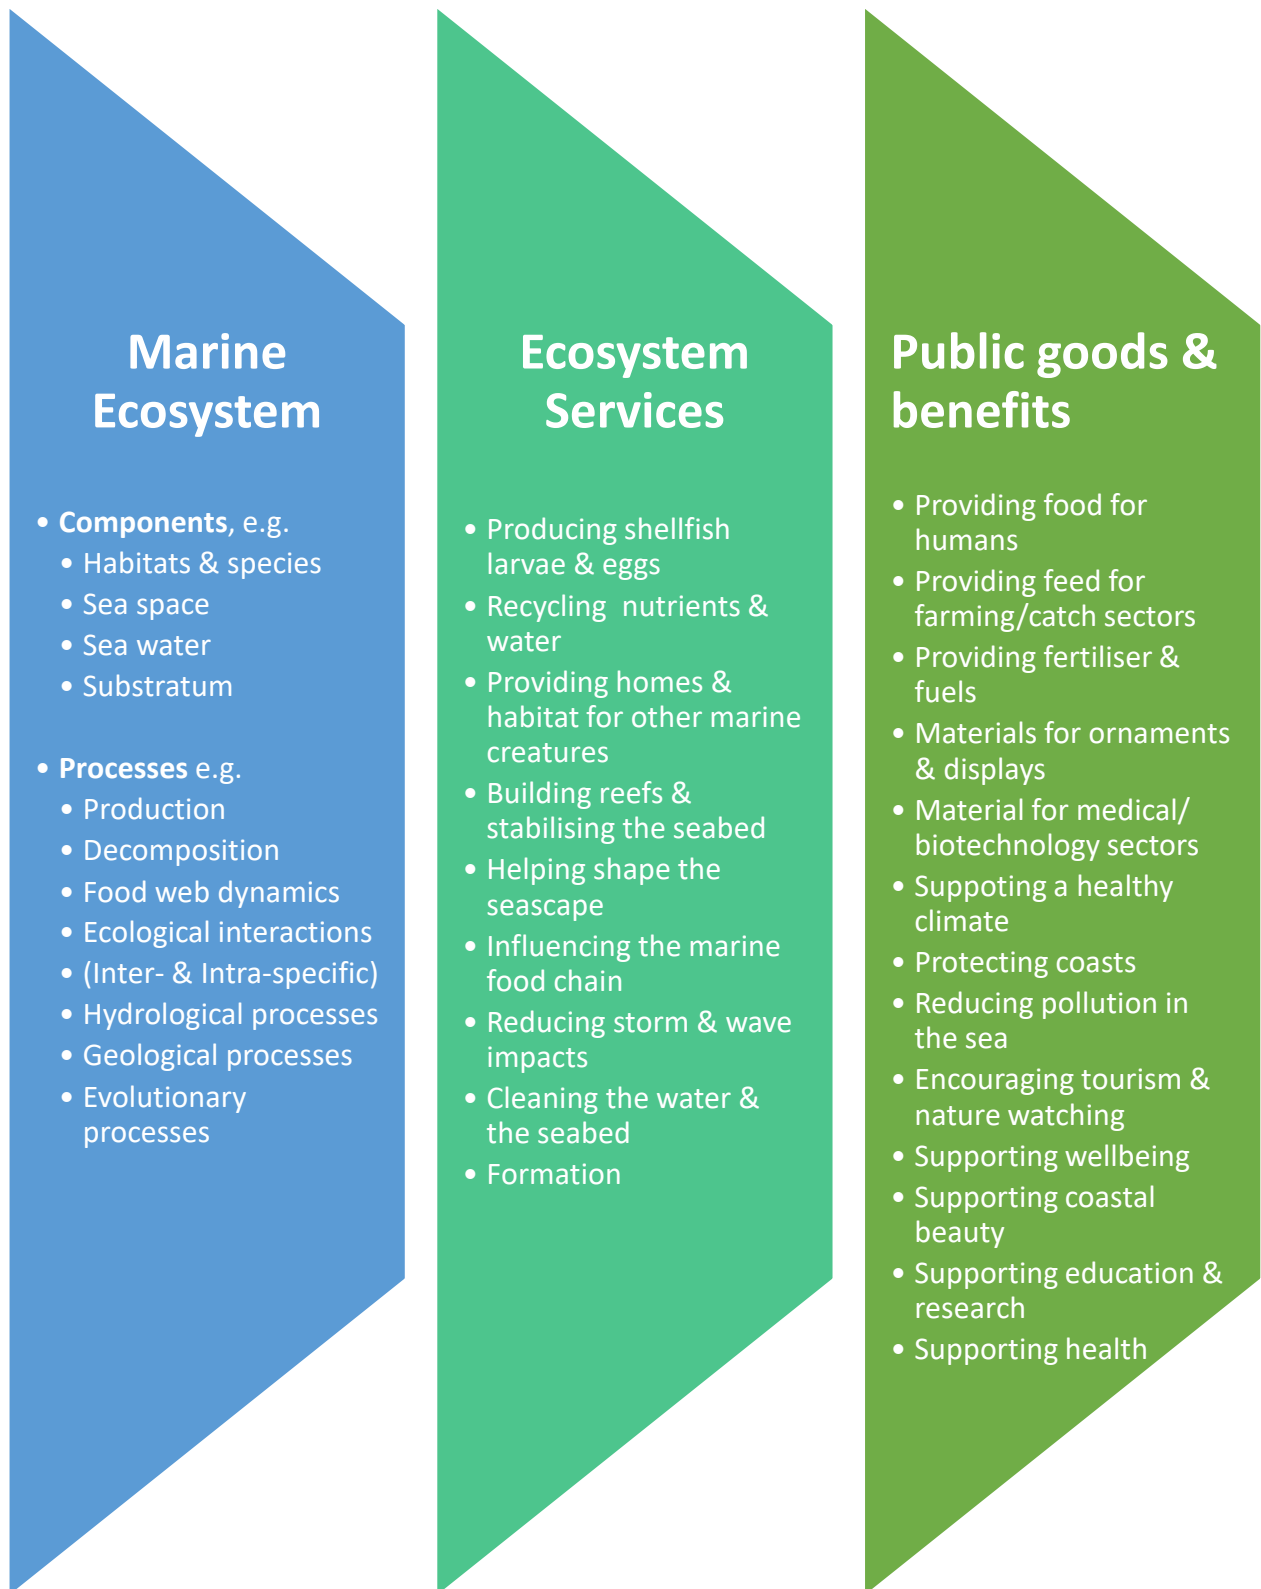 Marine
Ecosystem
• Components, e.g.
• Habitats & species
• Sea space
• Sea water
• Substratum
• Processes e.g.
• Production
• Decomposition
• Food web dynamics
• Ecological interactions
• (Inter- & Intra-specific)
• Hydrological processes
• Geological processes
• Evolutionary
processes
Ecosystem
Services
• Producing shellfish
larvae & eggs
• Recycling  nutrients &
water
• Providing homes &
habitat for other marine
creatures
• Building reefs &
stabilising the seabed
• Helping shape the
seascape
• Influencing the marine
food chain
• Reducing storm & wave
impacts
• Cleaning the water &
the seabed
• Formation
Public goods &
benefits
• Providing food for
humans
• Providing feed for
farming/catch sectors
• Providing fertiliser &
fuels
• Materials for ornaments
& displays
• Material for medical/
biotechnology sectors
• Suppoting a healthy
climate
• Protecting coasts
• Reducing pollution in
the sea
• Encouraging tourism &
nature watching
• Supporting wellbeing
• Supporting coastal
beauty
• Supporting education &
research
• Supporting health